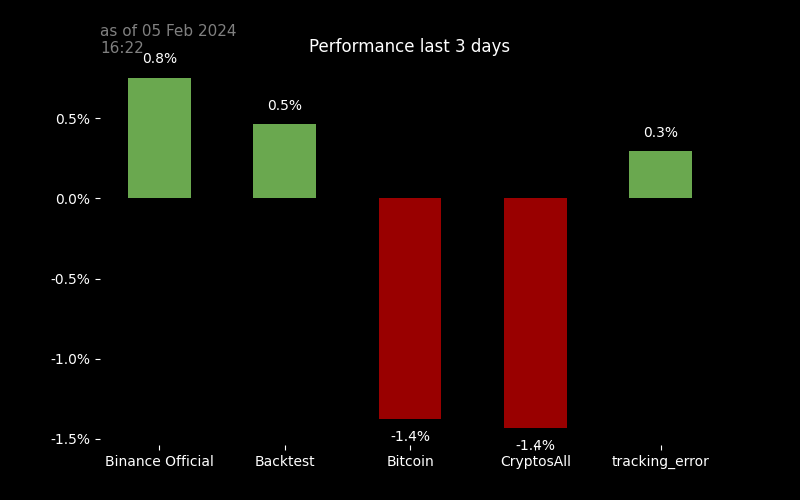 as of 05 Feb 2024
16:22
Performance last 3 days
0.8%
0.5%
0.5%
0.3%
0.0%
-0.5%
-1.0%
-1.5%
-1.4%
-1.4%
Binance Official
Backtest
Bitcoin
CryptosAll
tracking_error